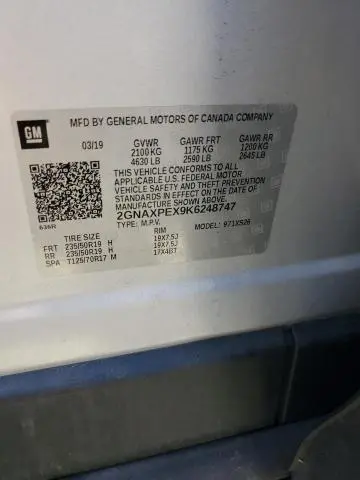 GM
MFD BY GENERAL MOTORS OF CANADA COMPANY
03/19 GVWR GAWR FRT GAWR RR
2100 KG 1175 KG 1200 KG
4630 LB 2590 LB 2645 LB
THIS VEHICLE CONFORMS TO ALL
APPLICABLE U.S. FEDERAL MOTOR
VEHICLE SAFETY AND THEFT
PREVENTION STANDARDS IN
EFFECT ON THE DATE OF
MANUFACTURE SHOWN ABOVE.
2GNAXPEX9K6248747
TYPE: M.P.V. MODEL: 971XS26
TIRE SIZE RIM
FRT 235/50R19 H 19X7.5J
RR 235/50R19 H 19X7.5J
SPA T125/70R17 M 17X4BT